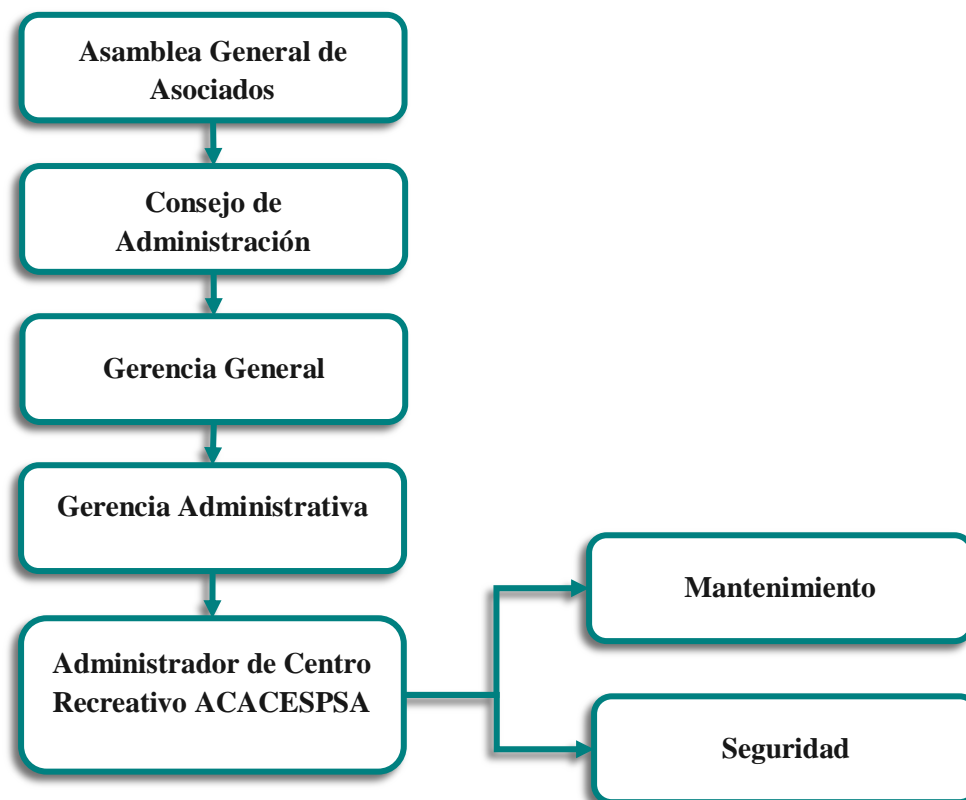 Asamblea General de
Asociados
Consejo de
Administración
Gerencia General
Gerencia Administrativa
Administrador de Centro
Recreativo ACACESPSA
Mantenimiento
Seguridad